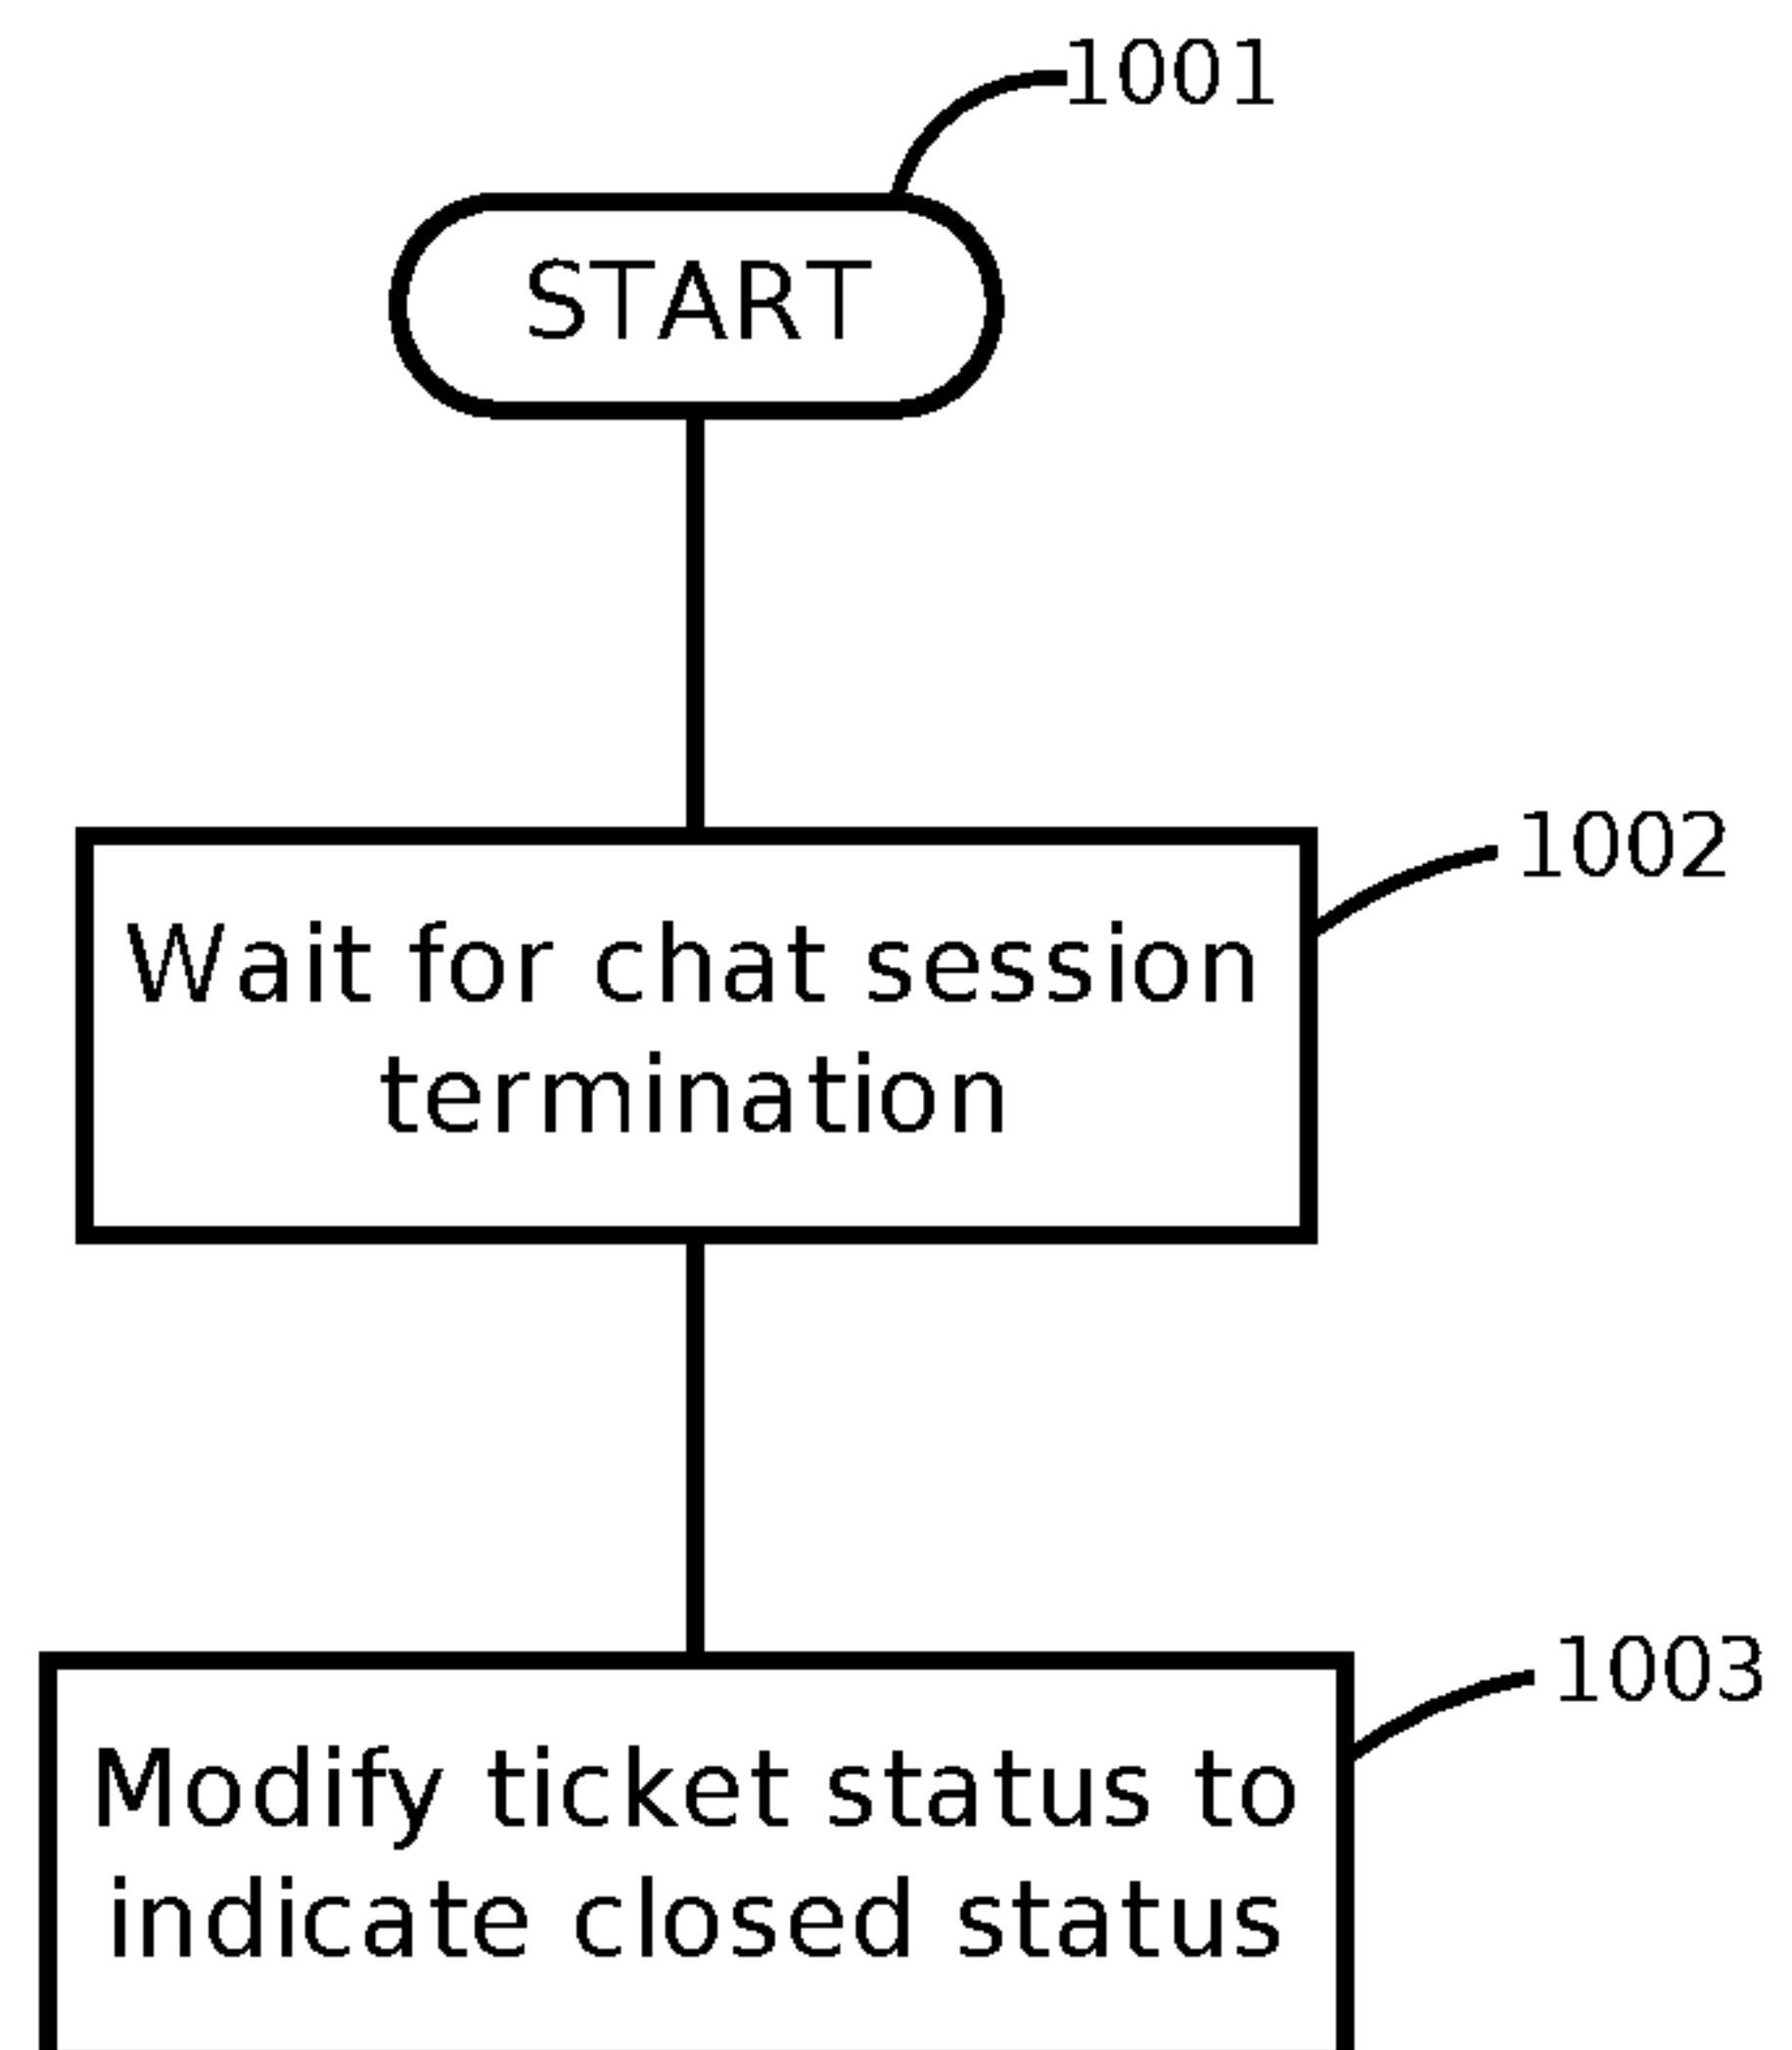 1001
START
1002
Wait for chat session
termination
1003
Modify ticket status to
indicate closed status